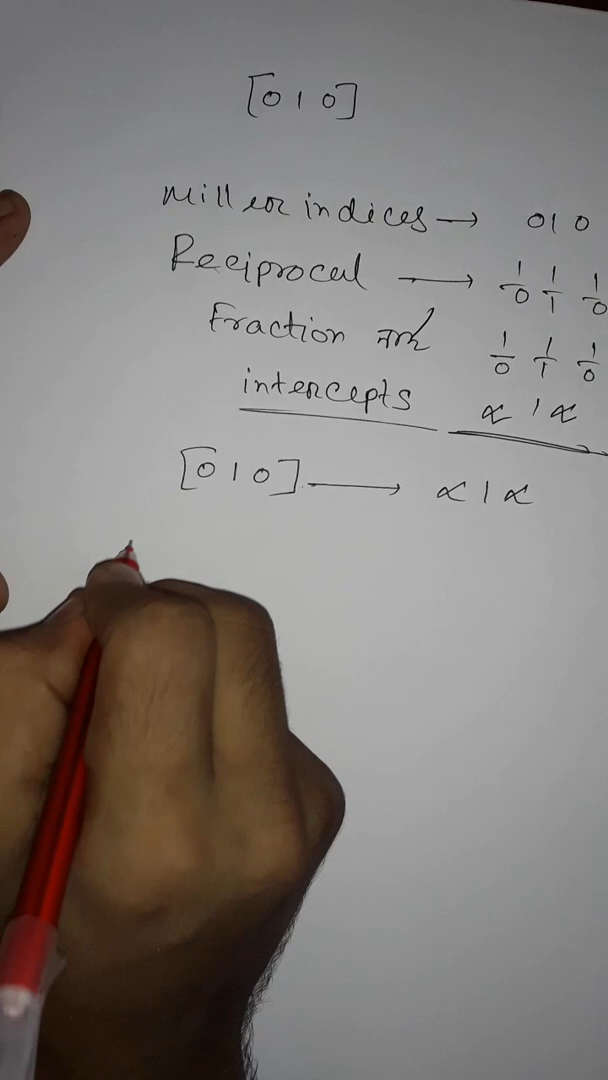 [0 1 0]
Miller indices → 0 1 0
Reciprocal → 1/0 1/1 1/0
Fraction नाही 1/0 1/1 1/0
intercepts ∝ 1 ∝
[0 1 0] → ∝ 1 ∝